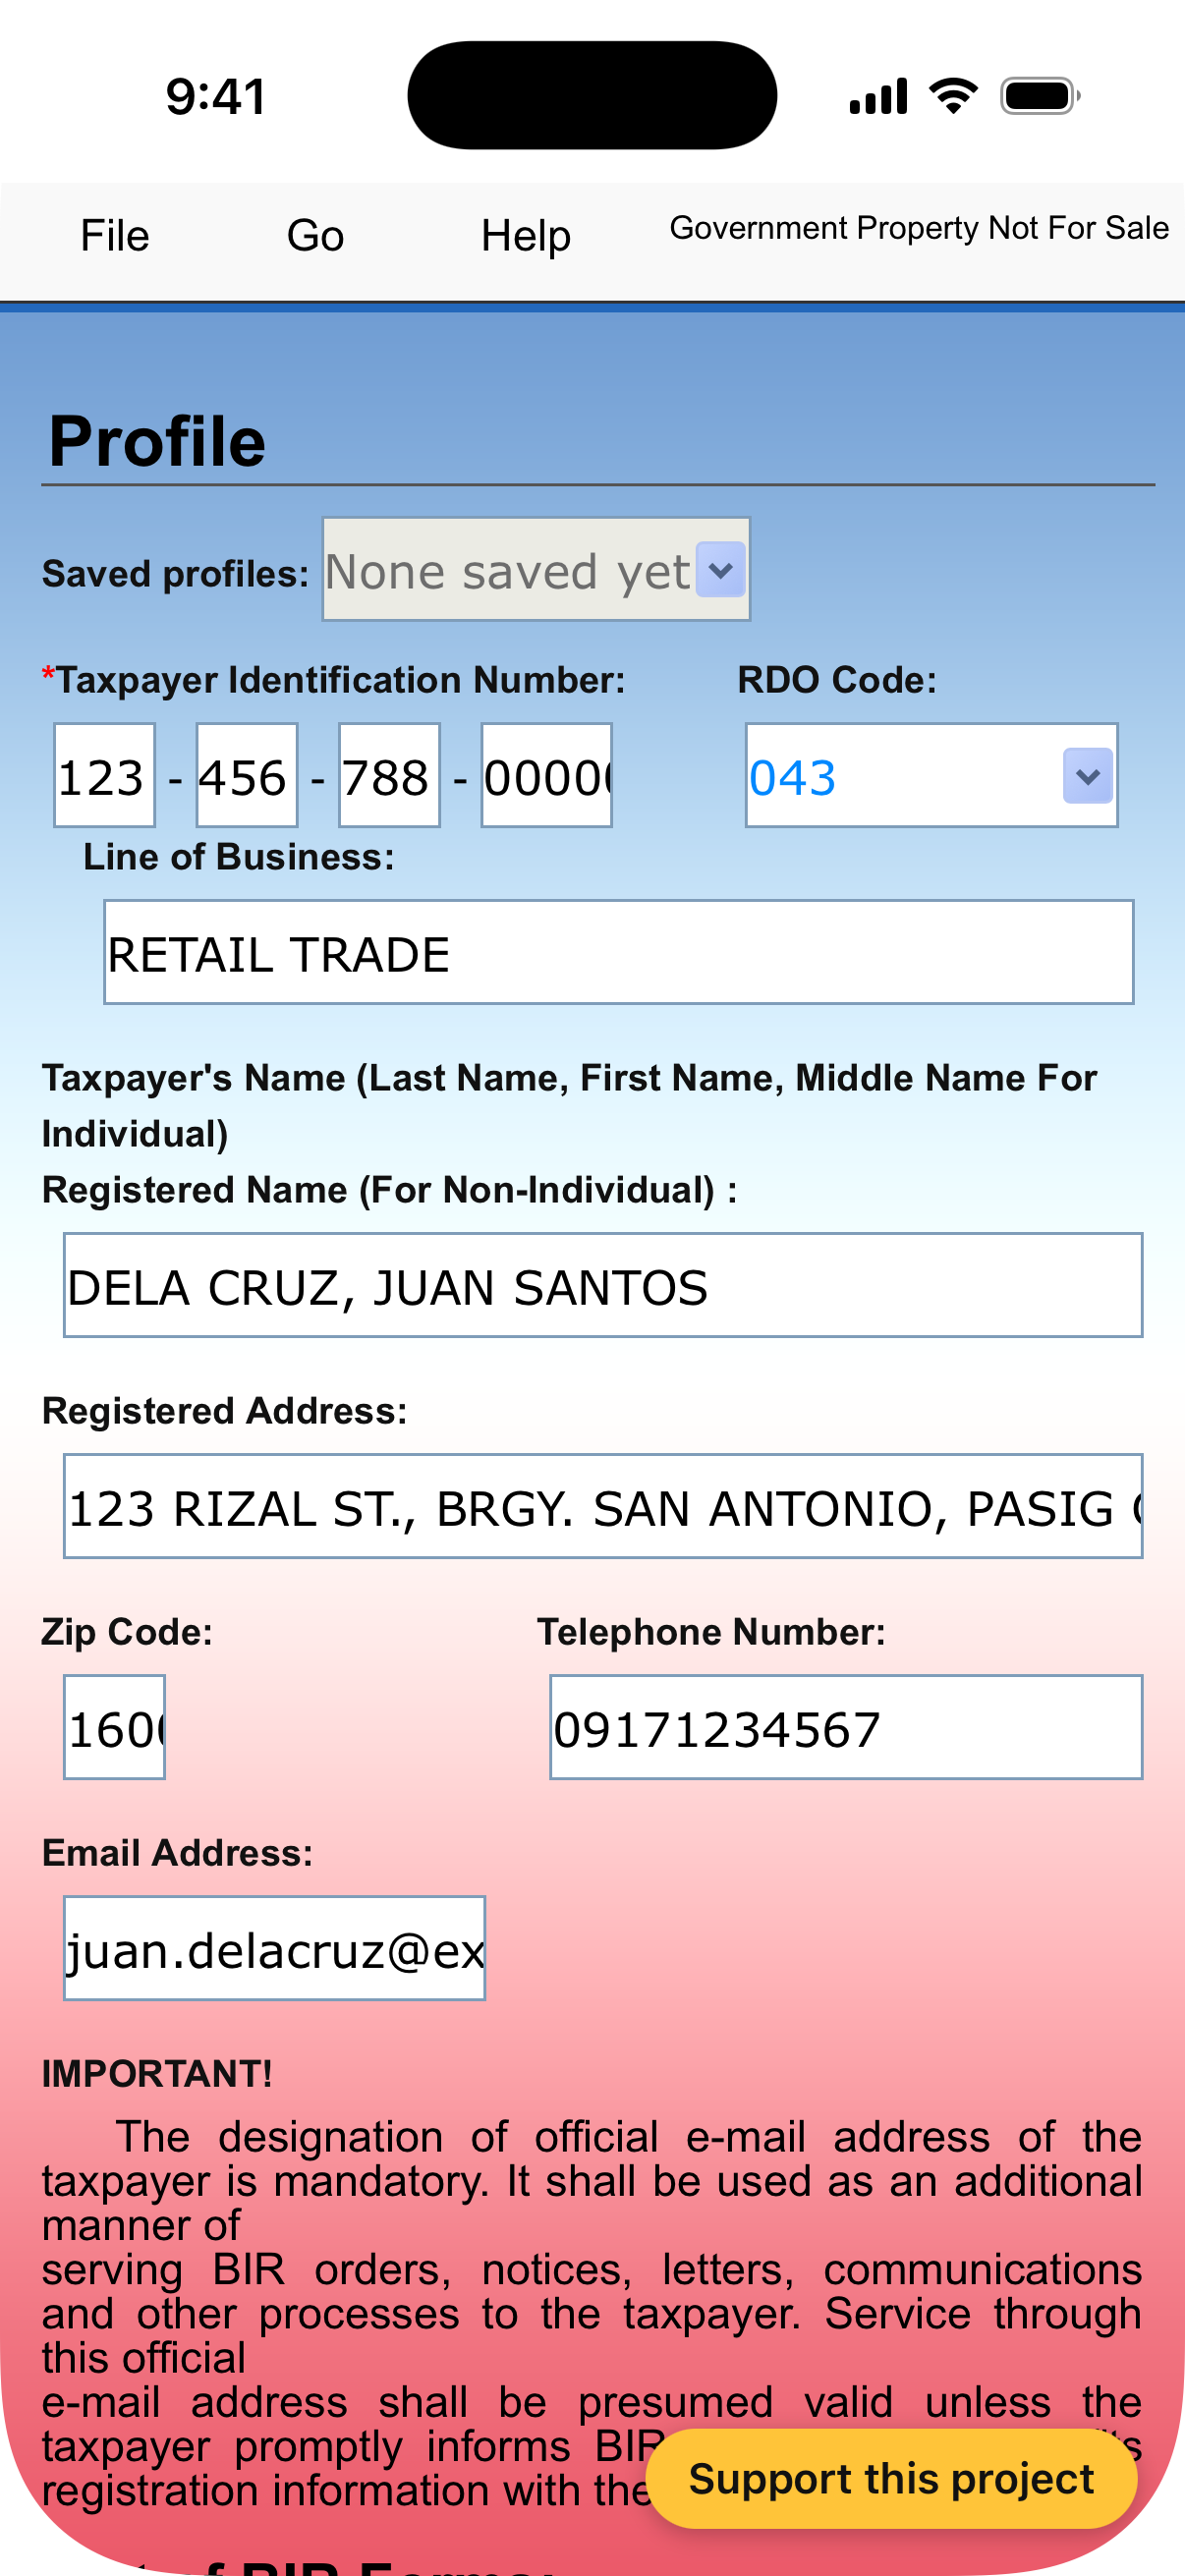 9:41
File Go Help Government Property Not For Sale
Profile
Saved profiles: None saved yet
*Taxpayer Identification Number: RDO Code:
123 - 456 - 788 - 0000 043
Line of Business:
RETAIL TRADE
Taxpayer's Name (Last Name, First Name, Middle Name For
Individual)
Registered Name (For Non-Individual) :
DELA CRUZ, JUAN SANTOS
Registered Address:
123 RIZAL ST., BRGY. SAN ANTONIO, PASIG
Zip Code: Telephone Number:
160 09171234567
Email Address:
juan.delacruz@ex
IMPORTANT!
The designation of official e-mail address of the
taxpayer is mandatory. It shall be used as an additional
manner of
serving BIR orders, notices, letters, communications
and other processes to the taxpayer. Service through
this official
e-mail address shall be presumed valid unless the
taxpayer promptly informs BIR
registration information with the
Support this project